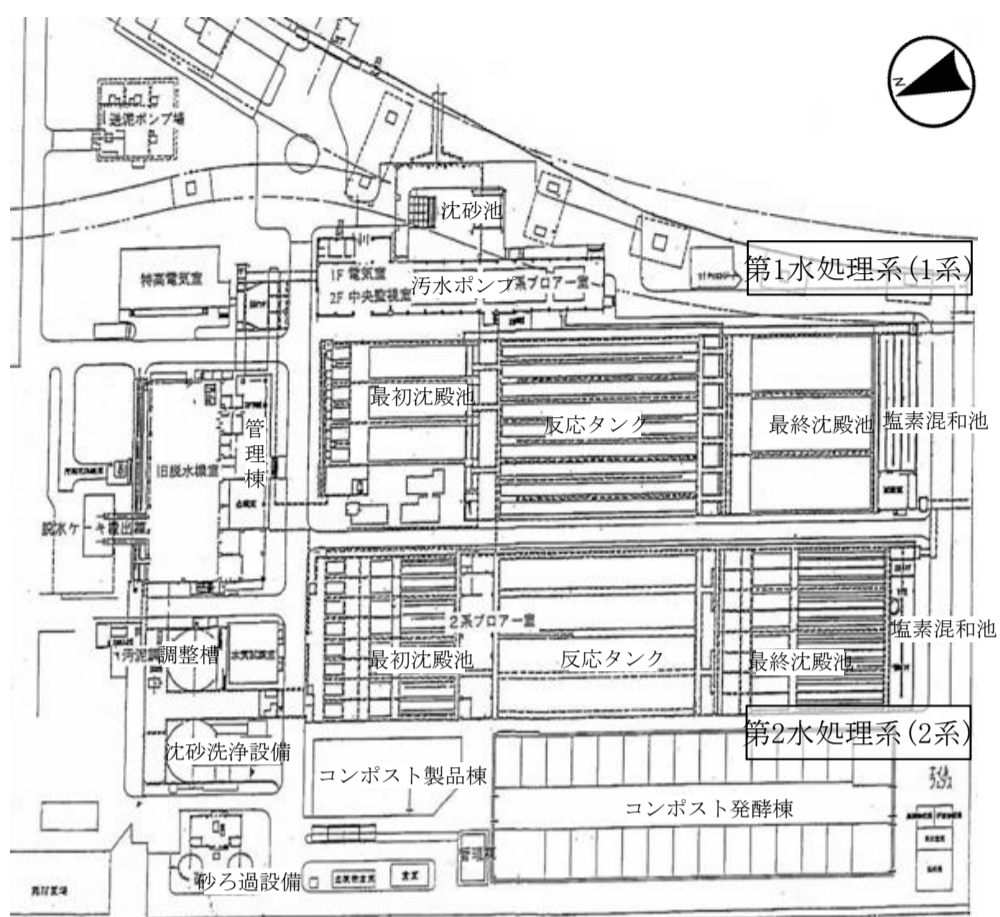 N
送泥ポンプ場
沈砂池
特高電気室
1F 電気室
2F 中央監視室
汚水ポンプ
系ブロアー室
第1水処理系(1系)
最初沈殿池
反応タンク
最終沈殿池
塩素混和池
管理棟
旧脱水機室
脱水ケーキ搬出
2系ブロアー室
最初沈殿池
反応タンク
最終沈殿池
塩素混和池
汚泥調
調整槽
水質試験室
第2水処理系(2系)
沈砂洗浄設備
コンポスト製品棟
コンポスト発酵棟
砂ろ過設備